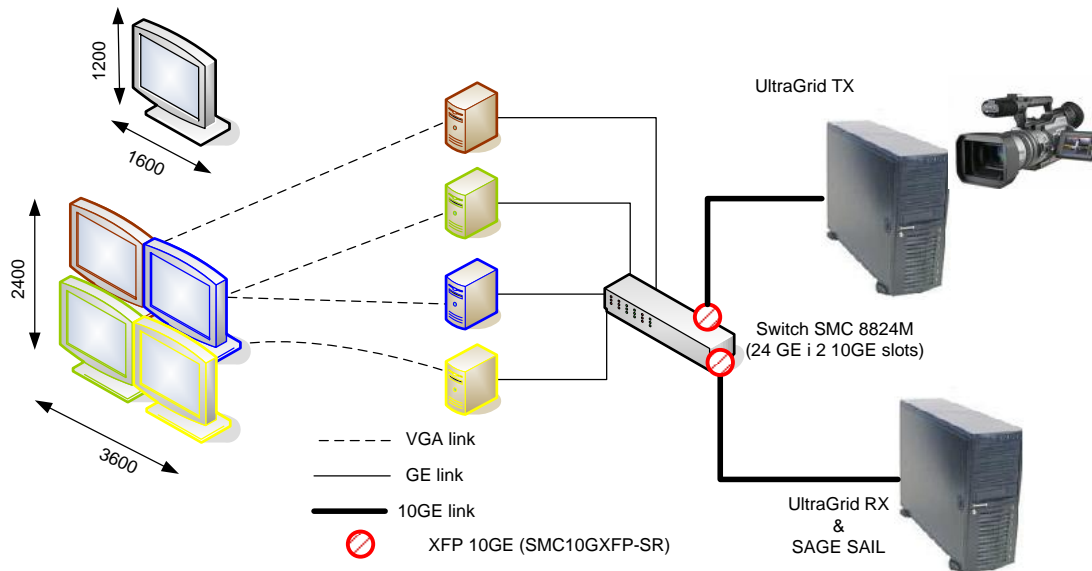 1200
1600
UltraGrid TX
2400
3600
Switch SMC 8824M
(24 GE i 2 10GE slots)
VGA link
GE link
10GE link
XFP 10GE (SMC10GXFP-SR)
UltraGrid RX
&
SAGE SAIL